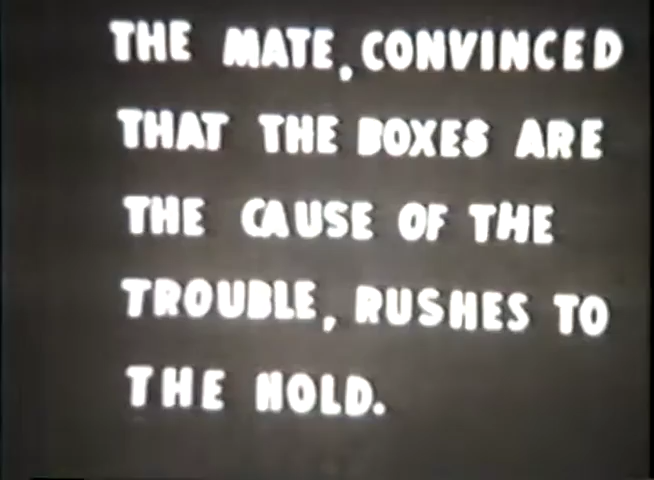 THE MATE, CONVINCED
THAT THE BOXES ARE
THE CAUSE OF THE
TROUBLE, RUSHES TO
THE HOLD.